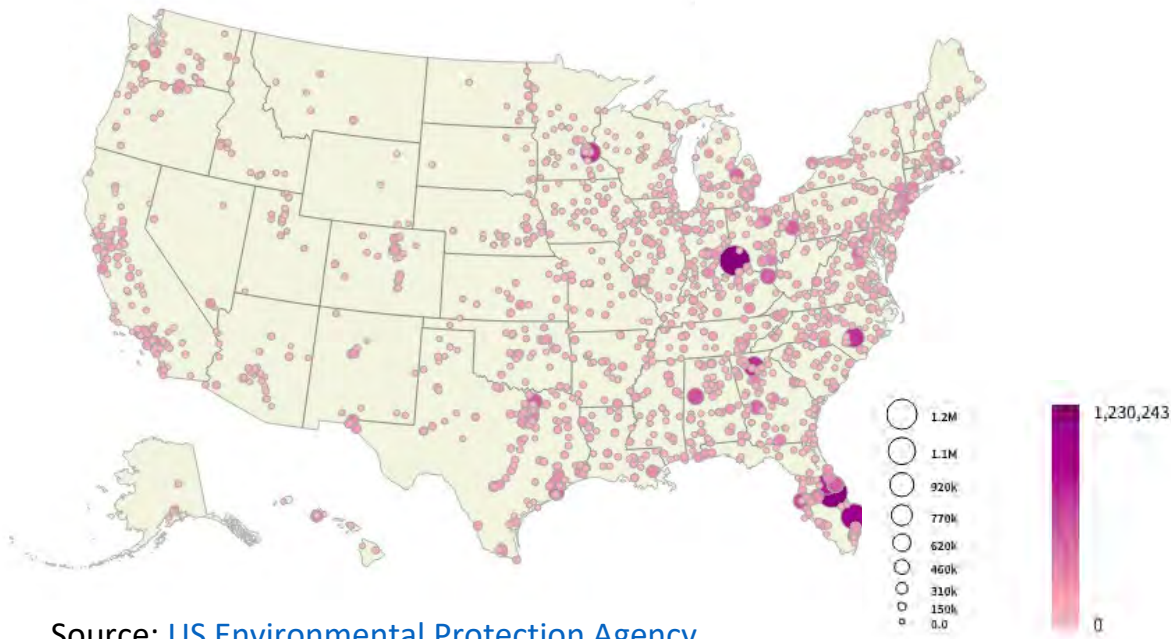 1.2M
1.1M
920k
770k
620k
460k
310k
150k
0.0
1,230,243
0
Source: US Environmental Protection Agency